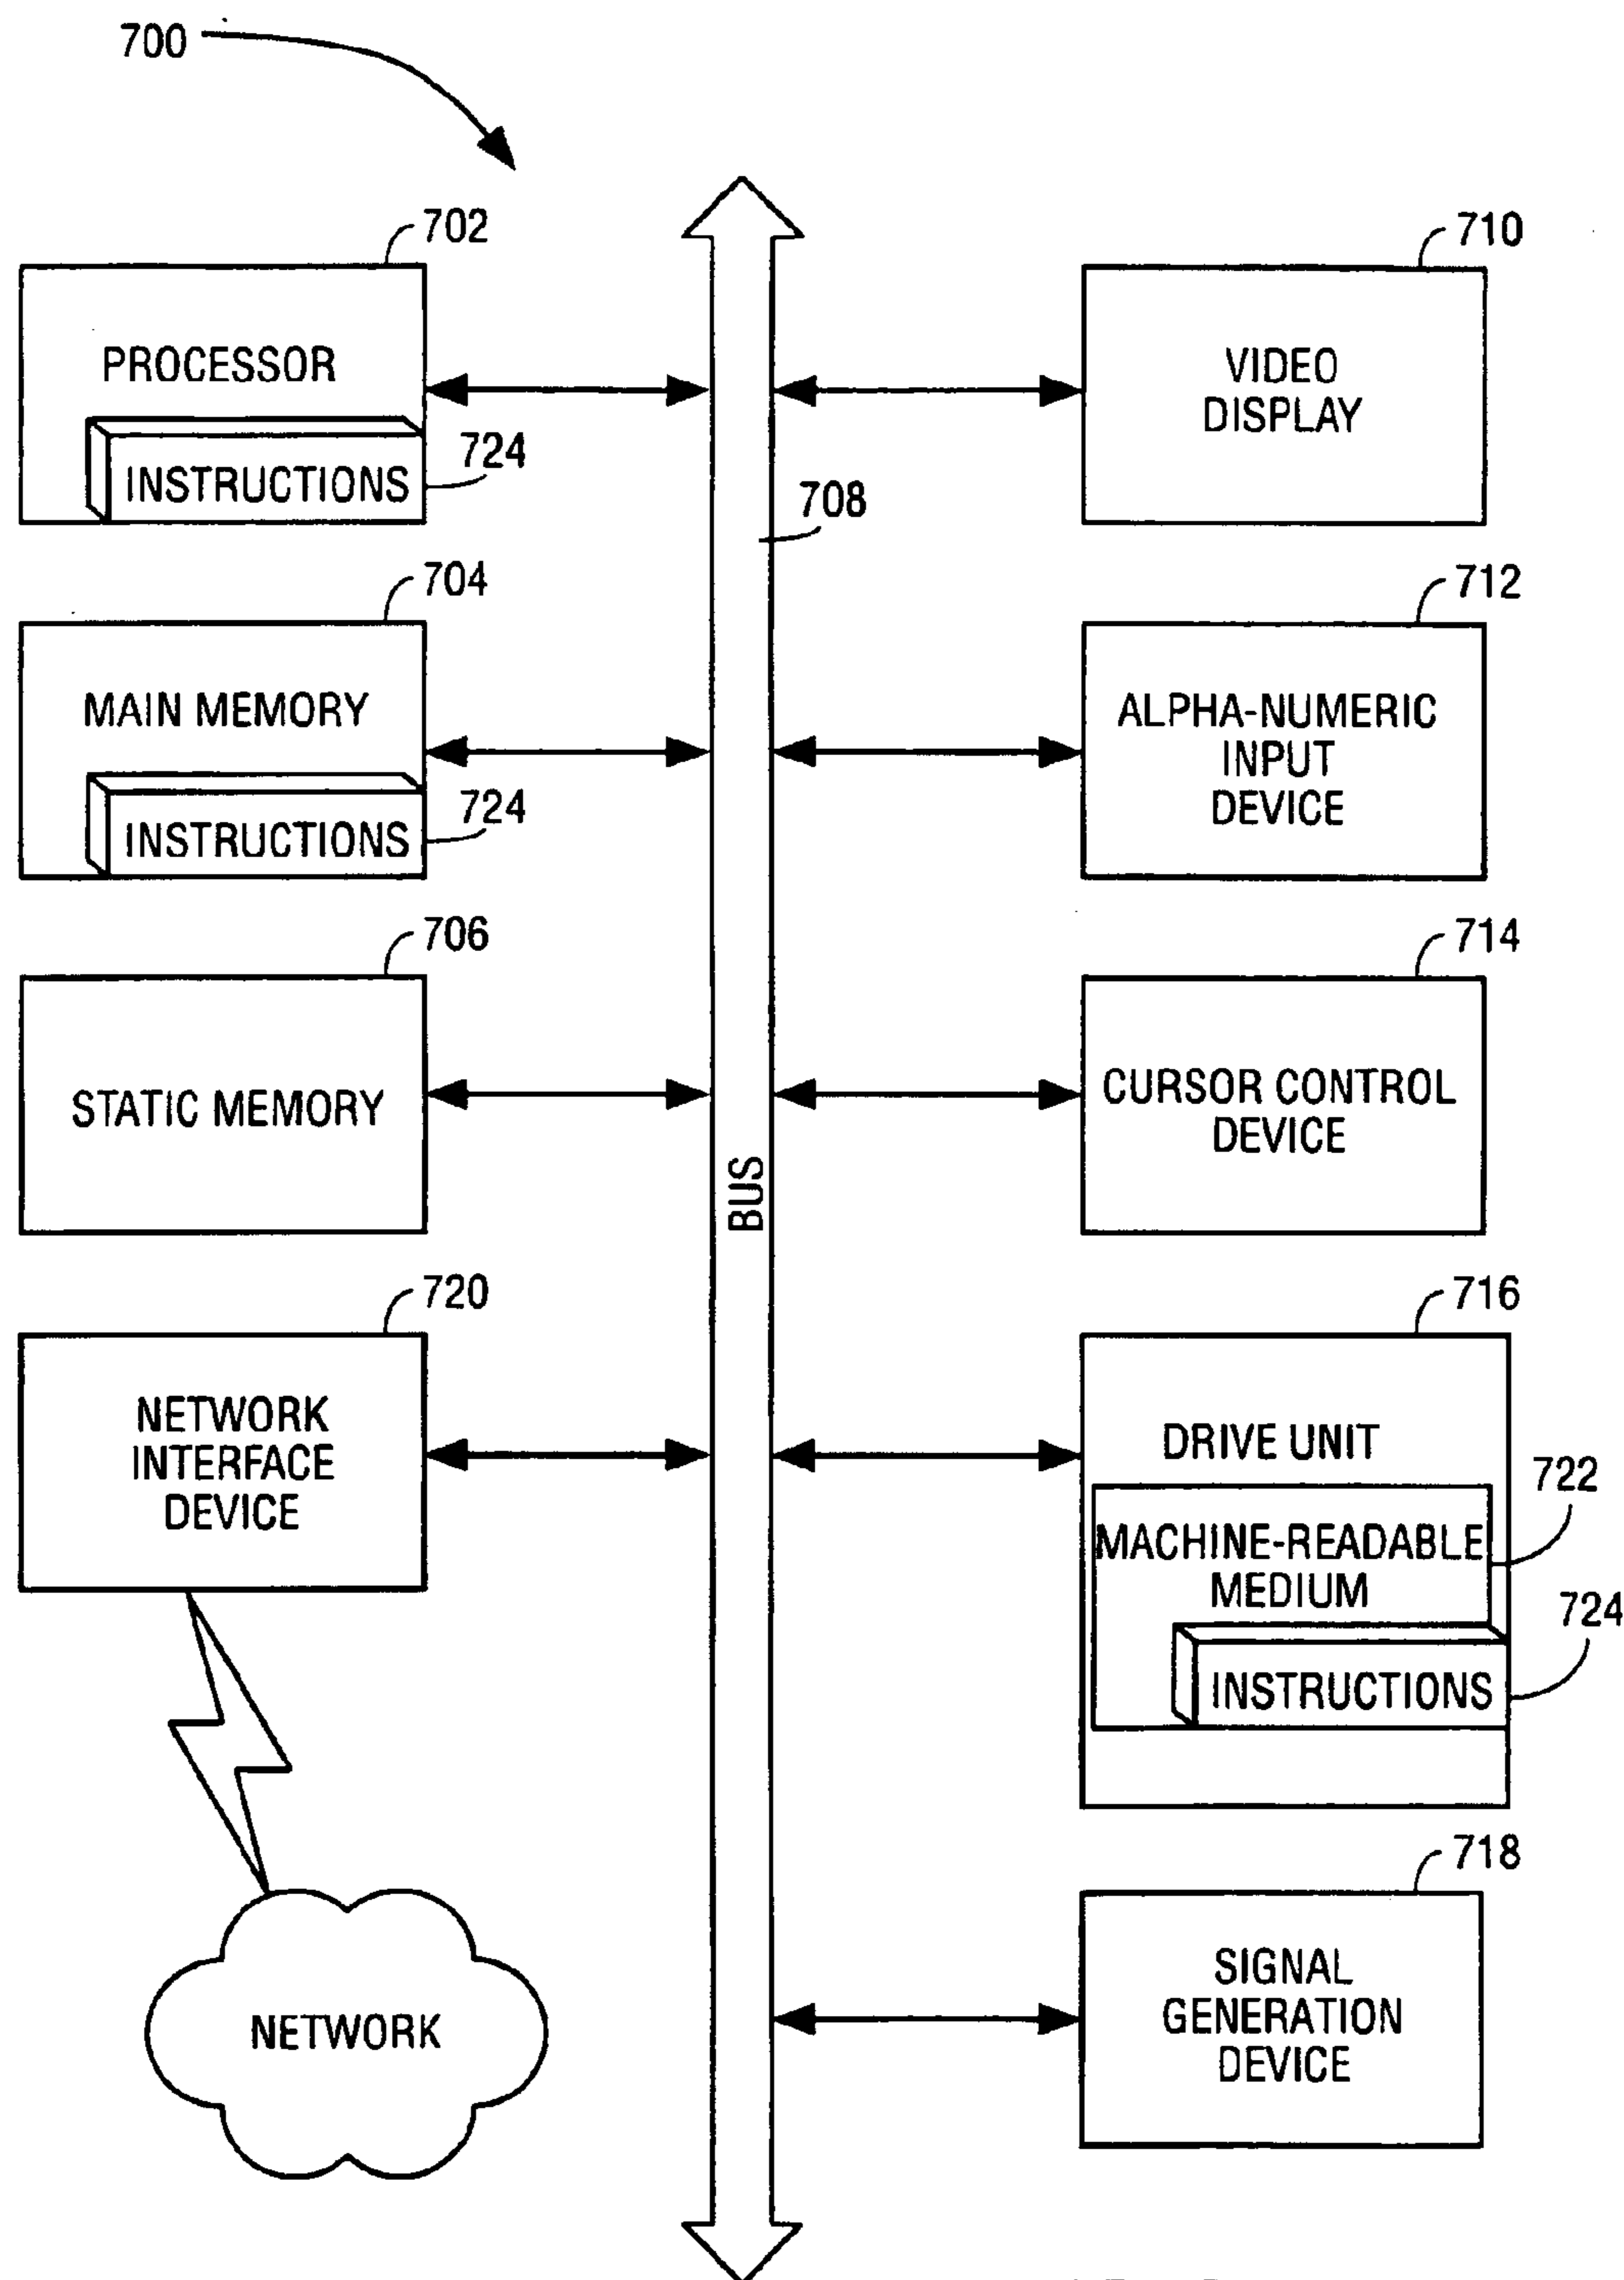 700
702
PROCESSOR
INSTRUCTIONS
724
704
MAIN MEMORY
INSTRUCTIONS
724
706
STATIC MEMORY
720
NETWORK
INTERFACE
DEVICE
NETWORK
708
BUS
710
VIDEO
DISPLAY
712
ALPHA-NUMERIC
INPUT
DEVICE
714
CURSOR CONTROL
DEVICE
716
DRIVE UNIT
722
MACHINE-READABLE
MEDIUM
724
INSTRUCTIONS
718
SIGNAL
GENERATION
DEVICE